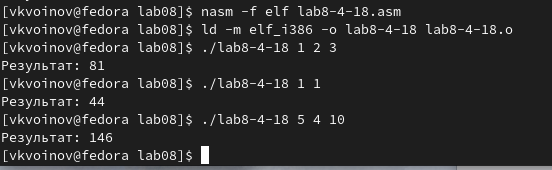 [vkvoinov@fedora lab08]$ nasm -f elf lab8-4-18.asm
[vkvoinov@fedora lab08]$ ld -m elf_i386 -o lab8-4-18 lab8-4-18.o
[vkvoinov@fedora lab08]$ ./lab8-4-18 1 2 3
Результат: 81
[vkvoinov@fedora lab08]$ ./lab8-4-18 1 1
Результат: 44
[vkvoinov@fedora lab08]$ ./lab8-4-18 5 4 10
Результат: 146
[vkvoinov@fedora lab08]$